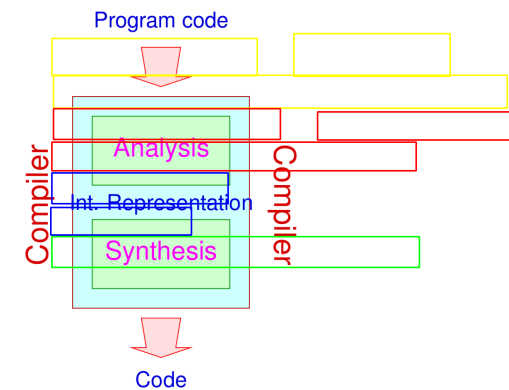 Program code
Analysis
Compiler
Compiler
Int. Representation
Synthesis
Code